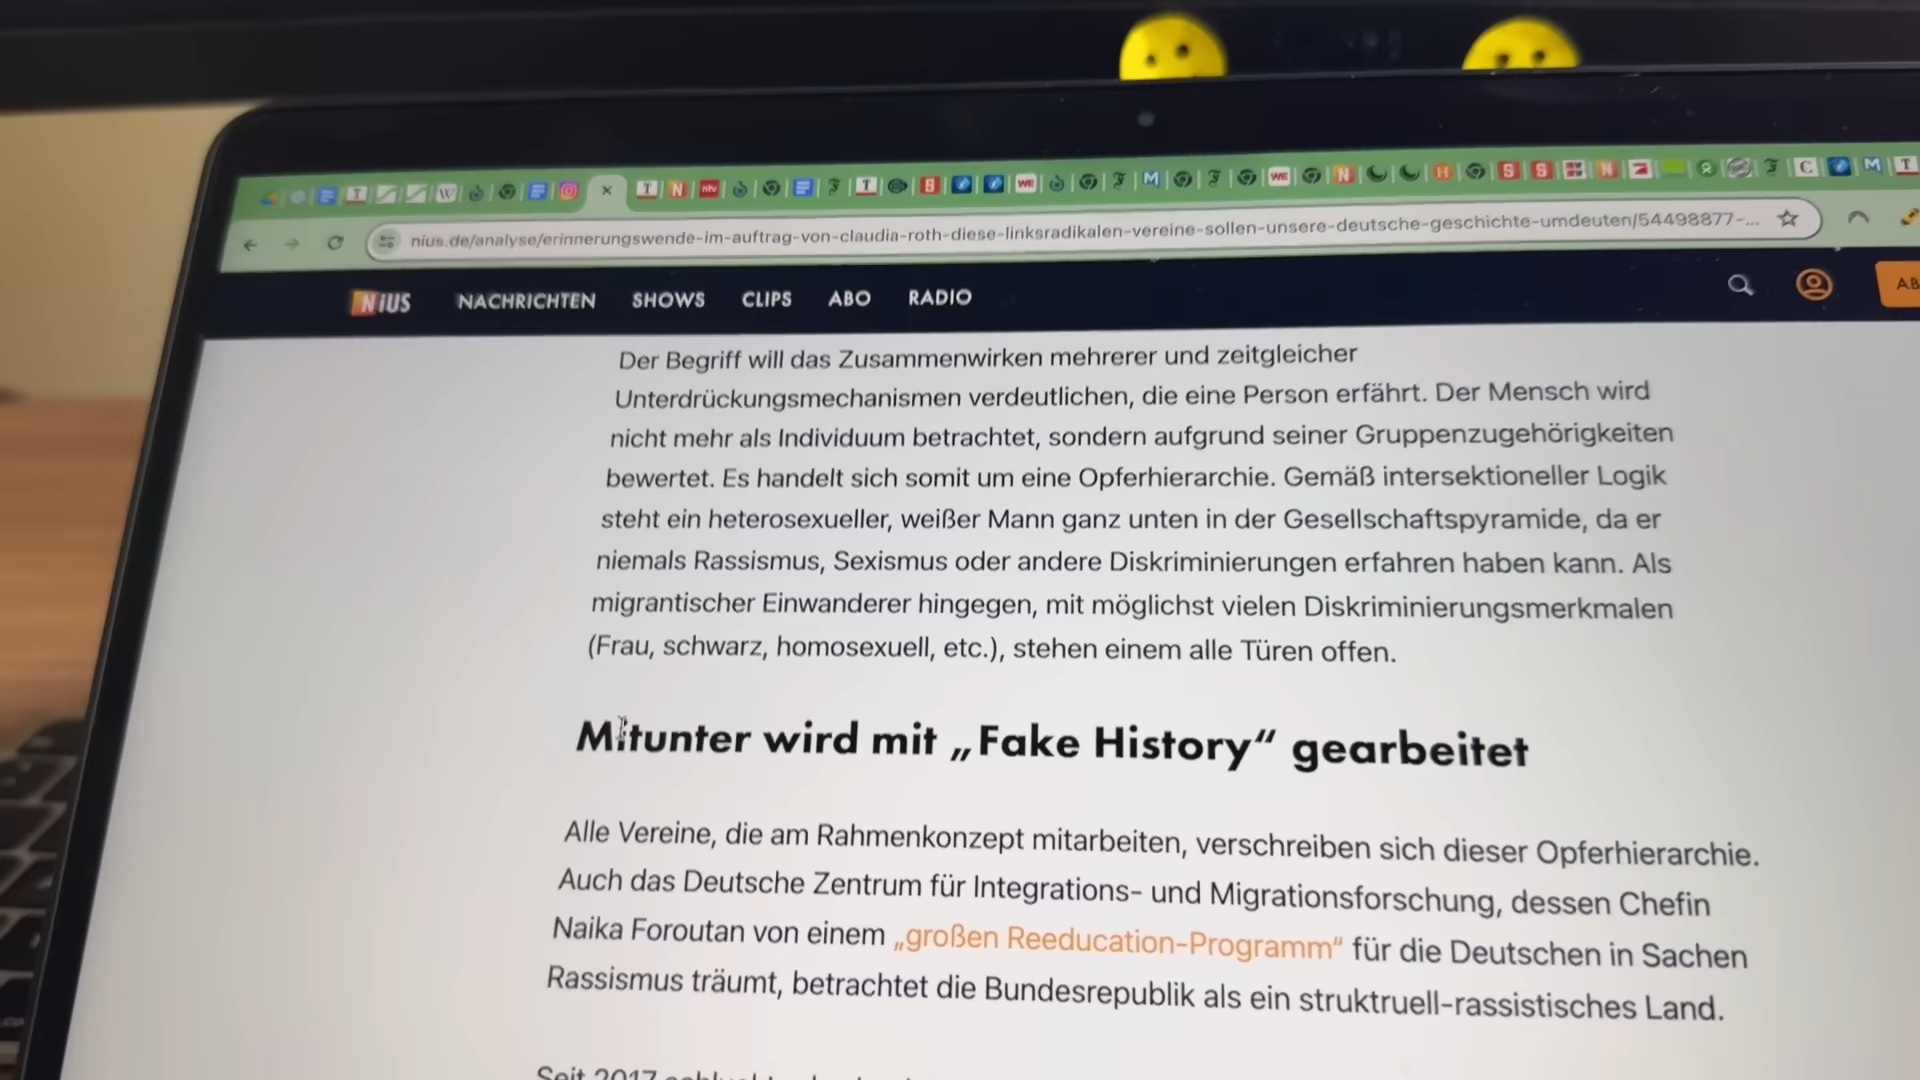 nius.de/analyse/erinnerungswende-im-auftrag-von-claudia-roth-diese-linksradikalen-vereine-sollen-unsere-deutsche-geschichte-umdeuten/54498877-...
NiUS NACHRICHTEN SHOWS CLIPS ABO RADIO AB
Der Begriff will das Zusammenwirken mehrerer und zeitgleicher
Unterdrückungsmechanismen verdeutlichen, die eine Person erfährt. Der Mensch wird
nicht mehr als Individuum betrachtet, sondern aufgrund seiner Gruppenzugehörigkeiten
bewertet. Es handelt sich somit um eine Opferhierarchie. Gemäß intersektioneller Logik
steht ein heterosexueller, weißer Mann ganz unten in der Gesellschaftspyramide, da er
niemals Rassismus, Sexismus oder andere Diskriminierungen erfahren haben kann. Als
migrantischer Einwanderer hingegen, mit möglichst vielen Diskriminierungsmerkmalen
(Frau, schwarz, homosexuell, etc.), stehen einem alle Türen offen.
Mitunter wird mit „Fake History“ gearbeitet
Alle Vereine, die am Rahmenkonzept mitarbeiten, verschreiben sich dieser Opferhierarchie.
Auch das Deutsche Zentrum für Integrations- und Migrationsforschung, dessen Chefin
Naika Foroutan von einem „großen Reeducation-Programm“ für die Deutschen in Sachen
Rassismus träumt, betrachtet die Bundesrepublik als ein struktruell-rassistisches Land.
Seit 2017